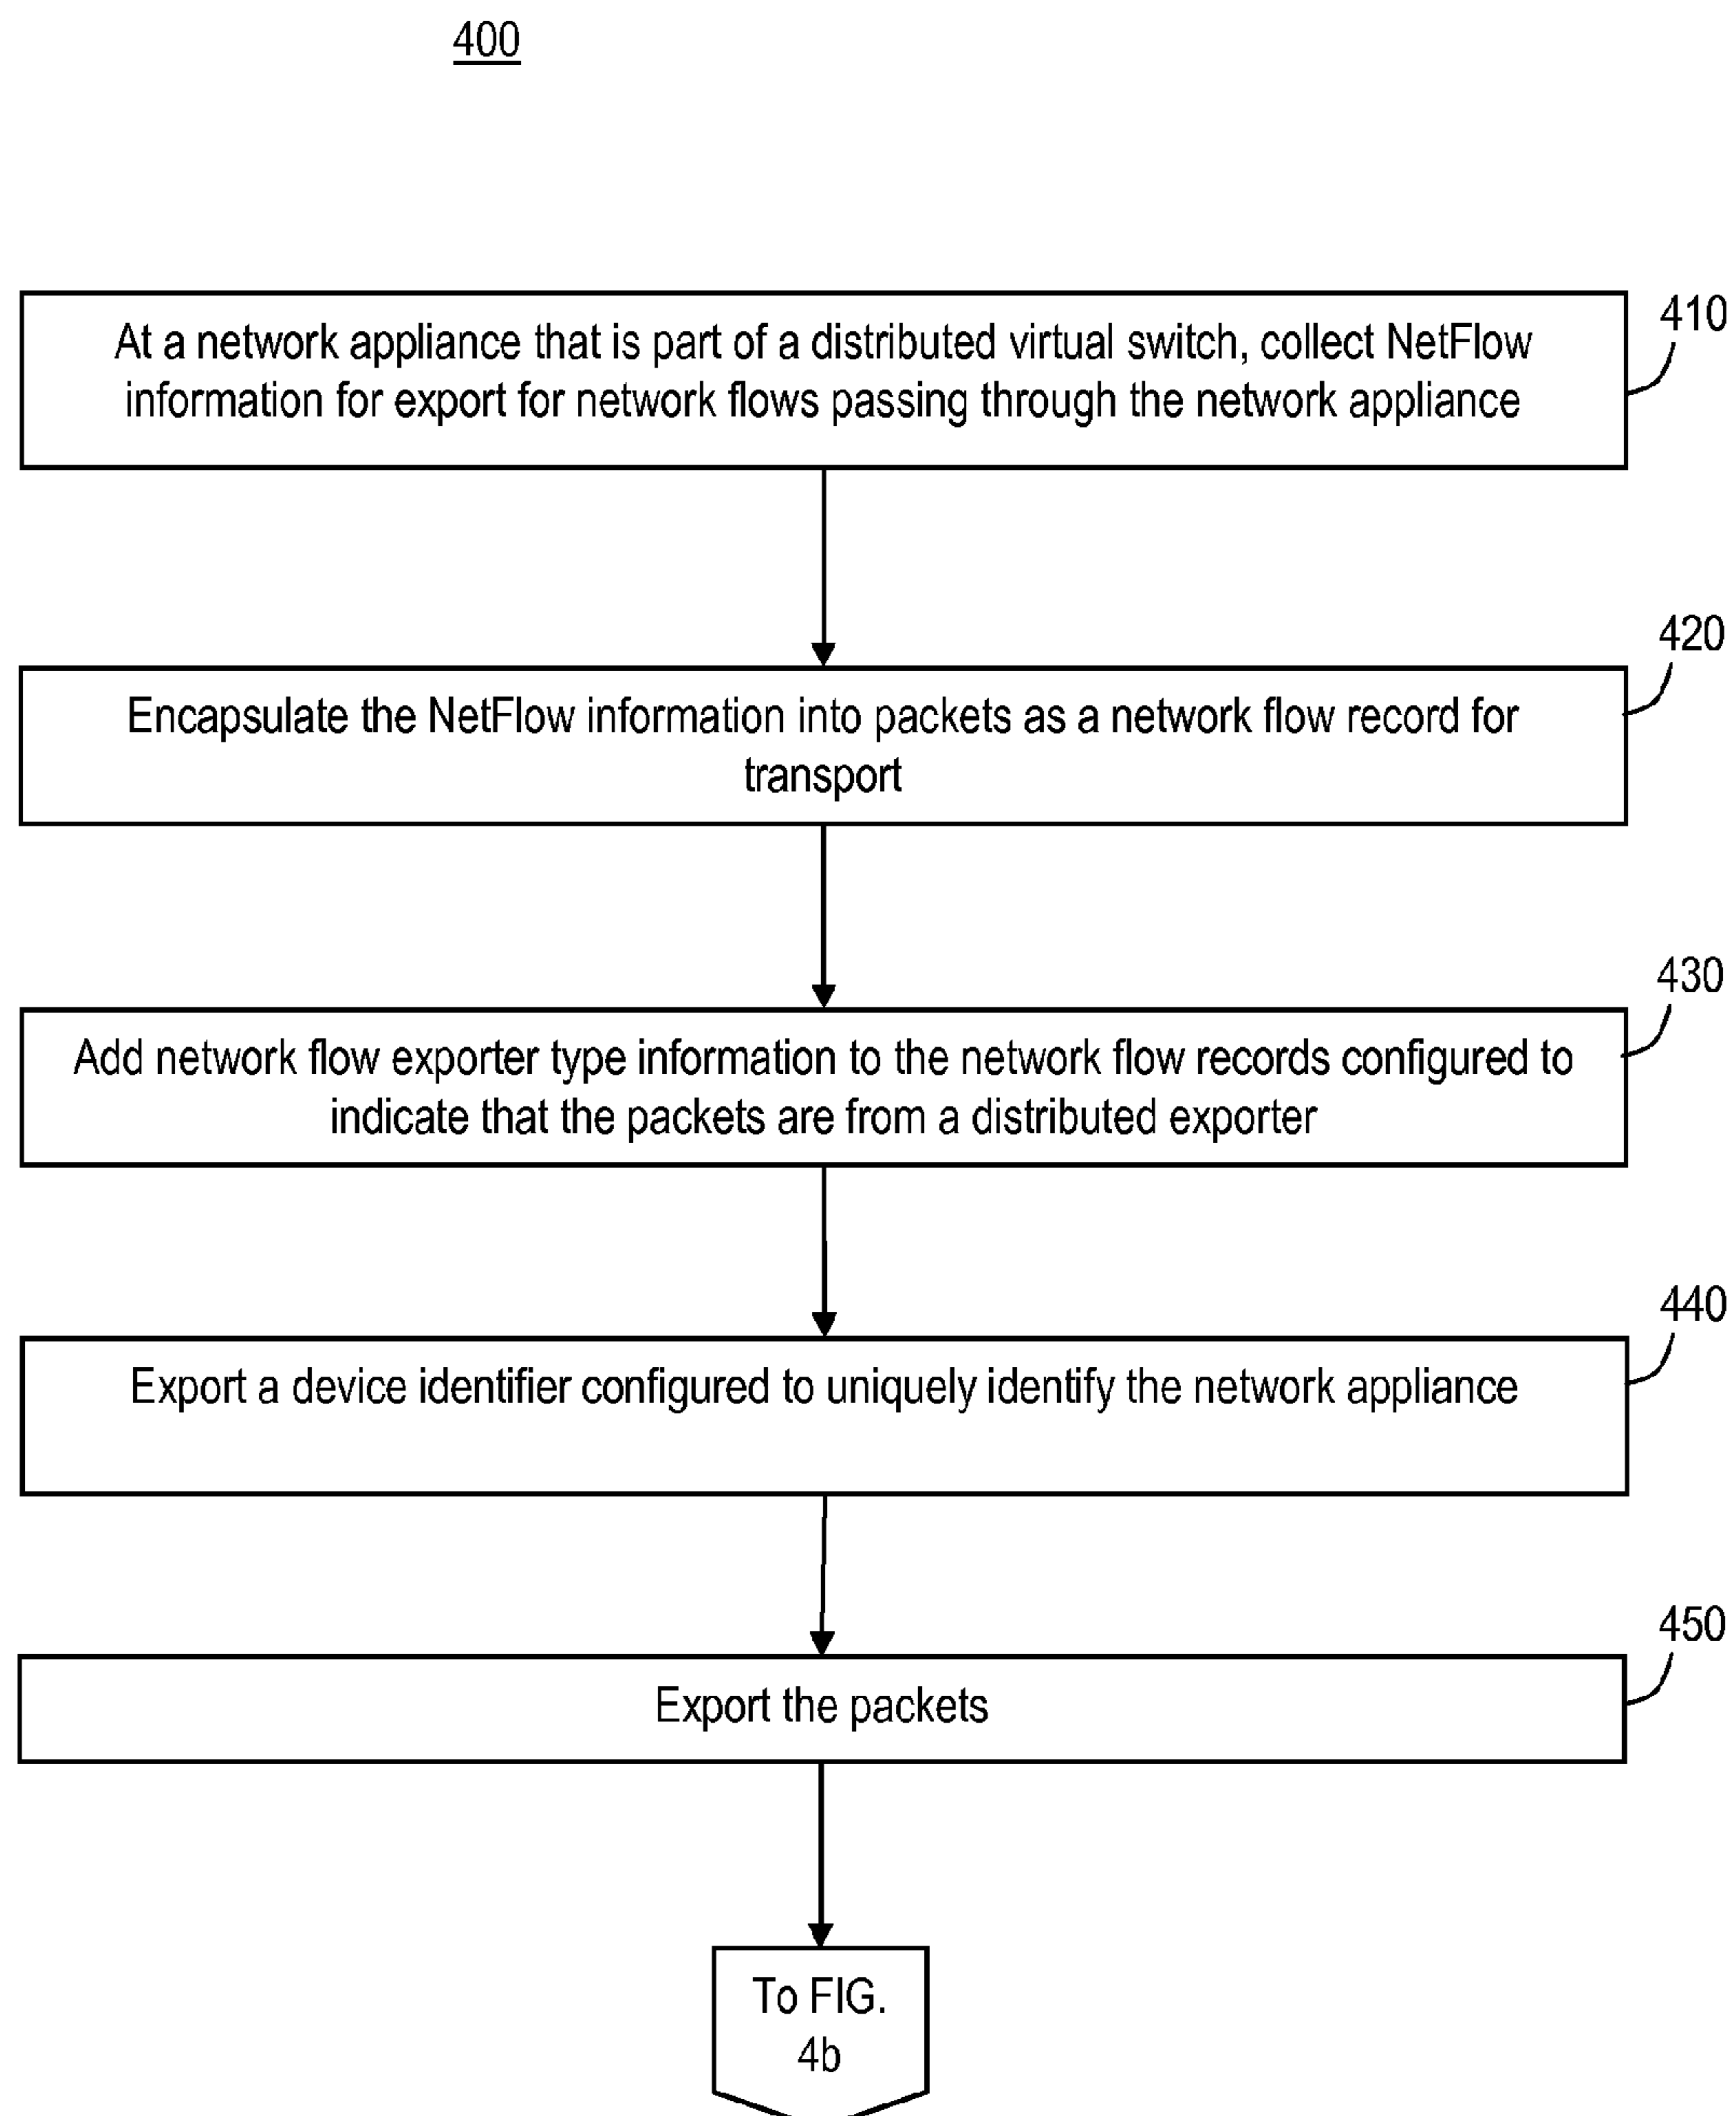 400
At a network appliance that is part of a distributed virtual switch, collect NetFlow
information for export for network flows passing through the network appliance
410
420
Encapsulate the NetFlow information into packets as a network flow record for
transport
430
Add network flow exporter type information to the network flow records configured to
indicate that the packets are from a distributed exporter
440
Export a device identifier configured to uniquely identify the network appliance
450
Export the packets
To FIG.
4b